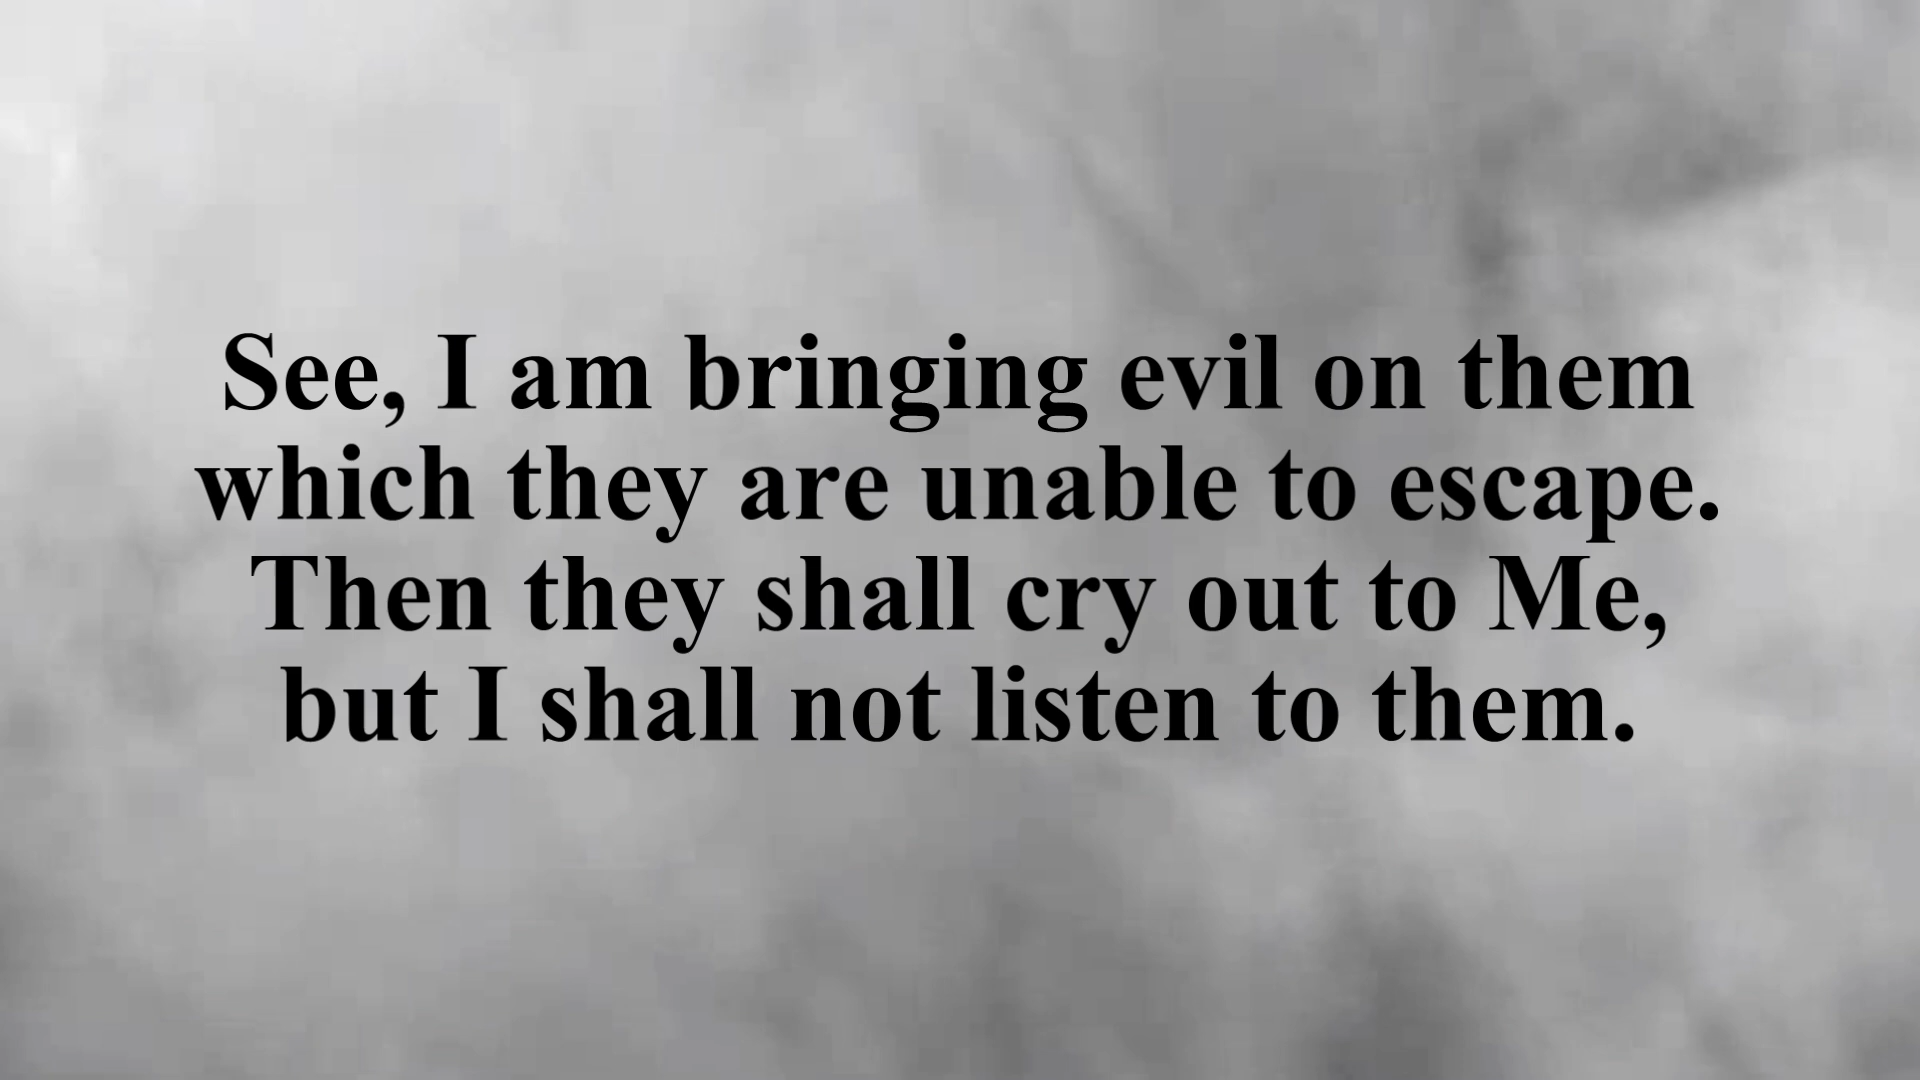 See, I am bringing evil on them
which they are unable to escape.
Then they shall cry out to Me,
but I shall not listen to them.